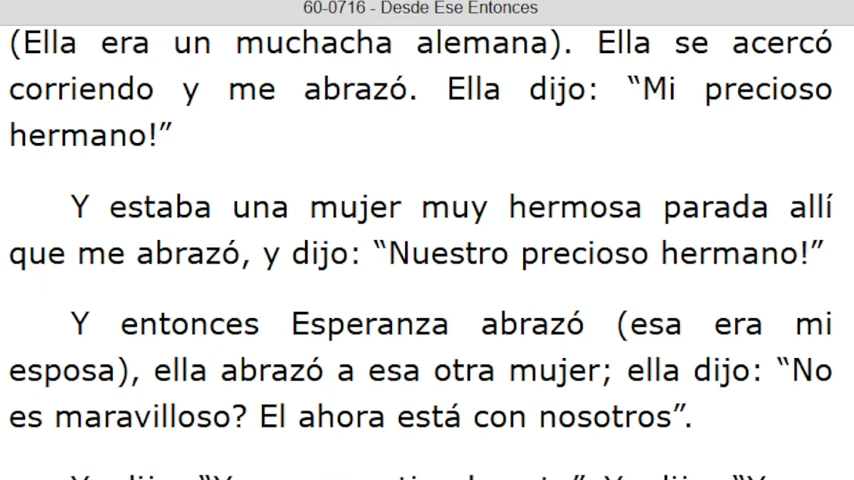 60-0716 - Desde Ese Entonces
(Ella era un muchacha alemana). Ella se acercó
corriendo y me abrazó. Ella dijo: “Mi precioso
hermano!”
Y estaba una mujer muy hermosa parada allí
que me abrazó, y dijo: “Nuestro precioso hermano!”
Y entonces Esperanza abrazó (esa era mi
esposa), ella abrazó a esa otra mujer; ella dijo: “No
es maravilloso? El ahora está con nosotros”.